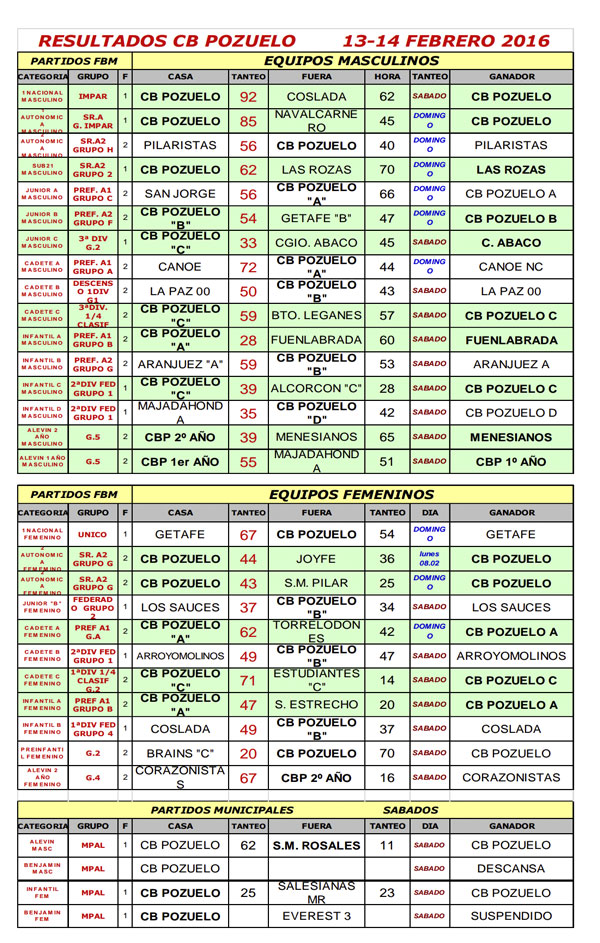 RESULTADOS CB POZUELO 13-14 FEBRERO 2016
PARTIDOS FBM EQUIPOS MASCULINOS
CATEGORIA GRUPO F CASA TANTEO FUERA HORA TANTEO GANADOR
1 NACIONAL MASCULINO IMPAR 1 CB POZUELO 92 COSLADA 62 SABADO CB POZUELO
AUTONOMICA MASCULINO SR.A G. IMPAR 1 CB POZUELO 85 NAVALCARNERO 45 DOMINGO CB POZUELO
AUTONOMICA MASCULINO SR.A2 GRUPO H 2 PILARISTAS 56 CB POZUELO 40 DOMINGO PILARISTAS
SUB21 MASCULINO SR.A2 GRUPO G 1 CB POZUELO 62 LAS ROZAS 70 DOMINGO LAS ROZAS
JUNIOR A MASCULINO PREF. A1 GRUPO C 2 SAN JORGE 56 CB POZUELO "A" 66 DOMINGO CB POZUELO A
JUNIOR B MASCULINO PREF. A2 GRUPO F 2 CB POZUELO "B" 54 GETAFE "B" 47 DOMINGO CB POZUELO B
JUNIOR C MASCULINO 3ª DIV G.2 1 CB POZUELO "C" 33 CGIO. ABACO 45 SABADO C. ABACO
CADETE A MASCULINO PREF. A1 GRUPO A 2 CANOE 72 CB POZUELO "A" 44 DOMINGO CANOE NC
CADETE B MASCULINO DESCENSO 1DIV G1 2 LA PAZ 00 50 CB POZUELO "B" 43 SABADO LA PAZ 00
CADETE C MASCULINO 3ªDIV. 1/4 CLASIF 2 CB POZUELO "C" 59 BTO. LEGANES 57 SABADO CB POZUELO C
INFANTIL A MASCULINO PREF. A1 GRUPO B 2 CB POZUELO "A" 28 FUENLABRADA 60 SABADO FUENLABRADA
INFANTIL B MASCULINO PREF. A2 GRUPO G 2 ARANJUEZ "A" 59 CB POZUELO "B" 53 SABADO ARANJUEZ A
INFANTIL C MASCULINO 2ªDIV FED GRUPO 1 1 CB POZUELO "C" 39 ALCORCON "C" 28 SABADO CB POZUELO C
INFANTIL D MASCULINO 2ªDIV FED GRUPO 1 1 MAJADAHONDA 35 CB POZUELO "D" 42 SABADO CB POZUELO D
ALEVIN 2 AÑO MASCULINO G.5 2 CBP 2º AÑO 39 MENESIANOS 65 SABADO MENESIANOS
ALEVIN 1 AÑO MASCULINO G.5 2 CBP 1er AÑO 55 MAJADAHONDA 51 SABADO CBP 1º AÑO
PARTIDOS FBM EQUIPOS FEMENINOS
CATEGORIA GRUPO F CASA TANTEO FUERA TANTEO DIA GANADOR
1 NACIONAL FEMENINO UNICO 1 GETAFE 67 CB POZUELO 54 DOMINGO GETAFE
AUTONOMICA FEMEMINO SR. A2 GRUPO G 2 CB POZUELO 44 JOYFE 36 lunes 08.02 CB POZUELO
AUTONOMICA FEMEMINO SR. A2 GRUPO G 2 CB POZUELO 43 S.M. PILAR 25 DOMINGO CB POZUELO
JUNIOR "B" FEMENINO FEDERADO GRUPO 2 1 LOS SAUCES 37 CB POZUELO "B" 34 SABADO LOS SAUCES
CADETE A FEMENINO PREF A1 G.A 2 CB POZUELO "A" 62 TORRELODONES 42 DOMINGO CB POZUELO A
CADETE B FEMENINO 2ªDIV FED GRUPO 1 1 ARROYOMOLINOS 49 CB POZUELO "B" 47 SABADO ARROYOMOLINOS
CADETE C FEMENINO 1ªDIV 1/4 CLASIF G.2 2 CB POZUELO "C" 71 ESTUDIANTES "C" 14 SABADO CB POZUELO C
INFANTIL A FEMENINO PREF A1 GRUPO B 2 CB POZUELO "A" 47 S. ESTRECHO 20 SABADO CB POZUELO A
INFANTIL B FEMENINO 1ªDIV FED GRUPO 4 1 COSLADA 49 CB POZUELO "B" 37 SABADO COSLADA
PREINFANTIL FEMENINO G.2 2 BRAINS "C" 20 CB POZUELO 70 SABADO CB POZUELO
ALEVIN 2 AÑO FEMENINO G.4 2 CORAZONISTAS 67 CBP 2º AÑO 16 SABADO CORAZONISTAS
PARTIDOS MUNICIPALES SABADOS
CATEGORIA GRUPO F CASA TANTEO FUERA TANTEO DIA GANADOR
ALEVIN MASC MPAL 1 CB POZUELO 62 S.M. ROSALES 11 SABADO CB POZUELO
BENJAMIN MASC MPAL CB POZUELO SABADO DESCANSA
INFANTIL FEM MPAL 1 CB POZUELO 25 SALESIANAS MR 23 SABADO CB POZUELO
BENJAMIN FEM MPAL 1 CB POZUELO EVEREST 3 SABADO SUSPENDIDO